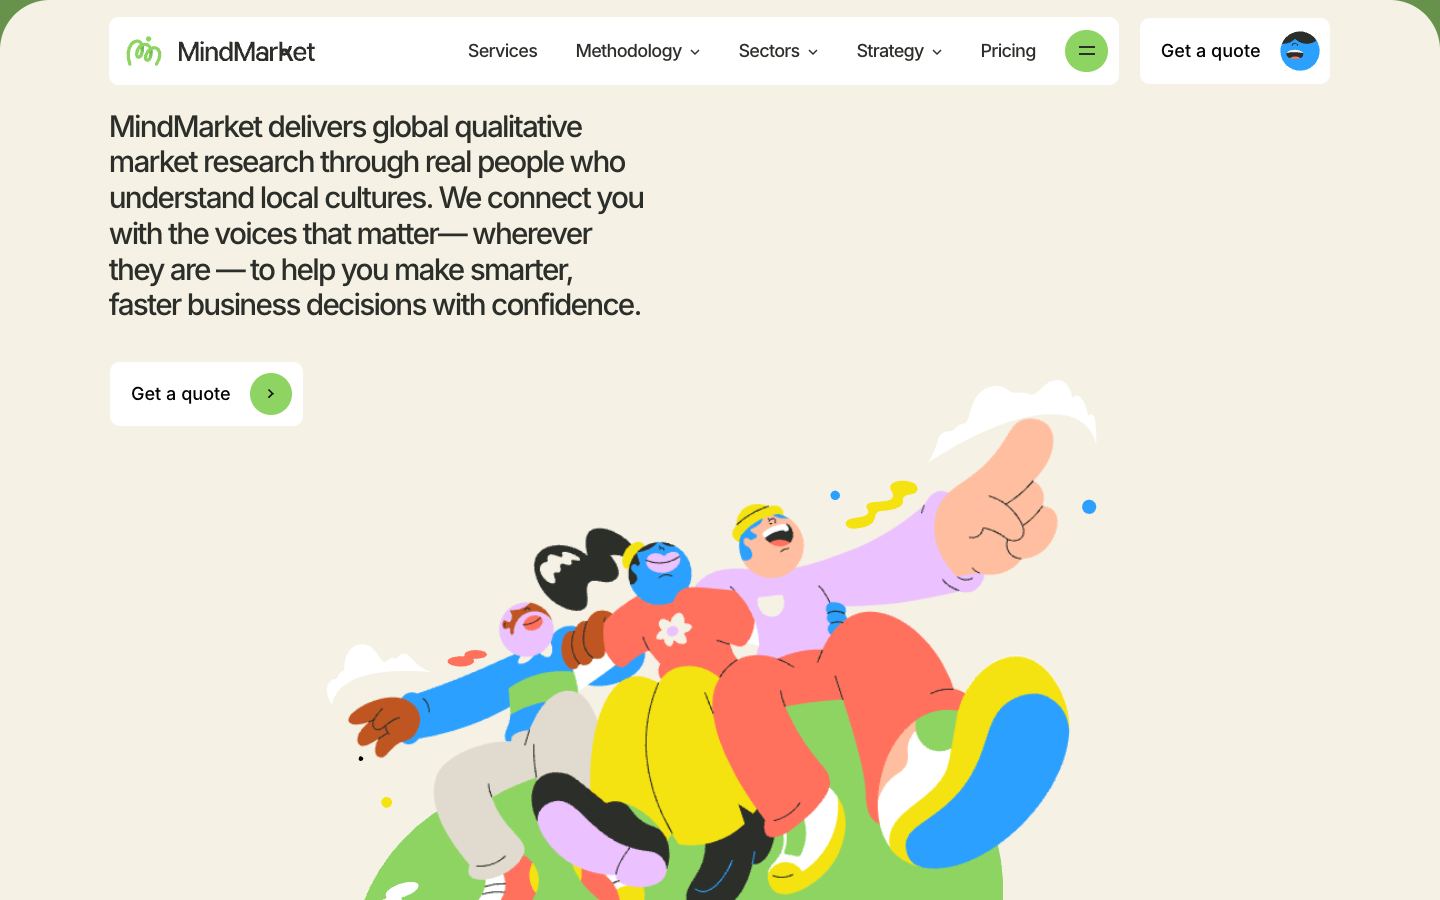 MindMarket
Services
Methodology
Sectors
Strategy
Pricing
Get a quote
MindMarket delivers global qualitative
market research through real people who
understand local cultures. We connect you
with the voices that matter— wherever
they are — to help you make smarter,
faster business decisions with confidence.
Get a quote